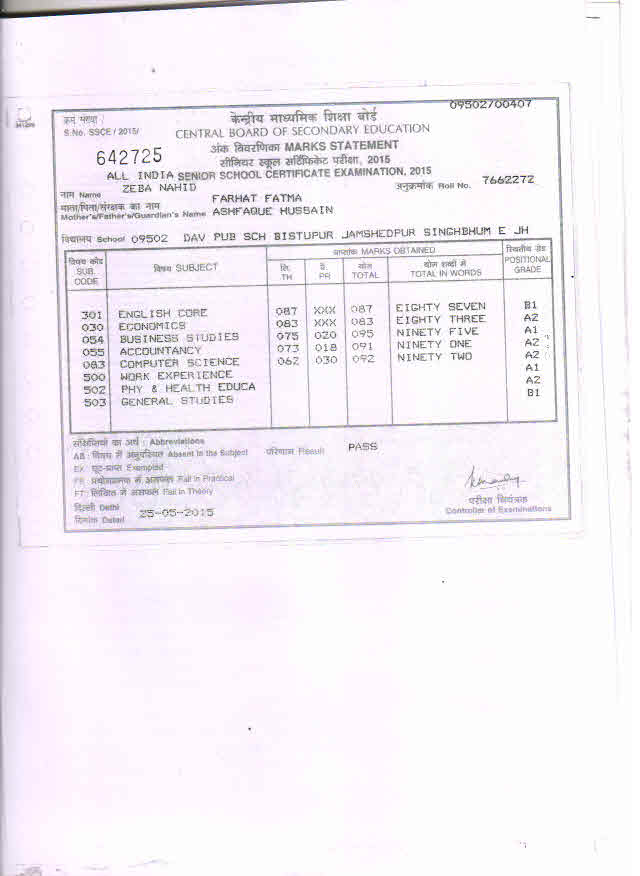 09502700407
क्रम संख्या /
S.No. SSCE / 2015/
केन्द्रीय माध्यमिक शिक्षा बोर्ड
CENTRAL BOARD OF SECONDARY EDUCATION
642725
अंक विवरणिका MARKS STATEMENT
सीनियर स्कूल सर्टिफिकेट परीक्षा, 2015
ALL INDIA SENIOR SCHOOL CERTIFICATE EXAMINATION, 2015
नाम Name ZEBA NAHID
अनुक्रमांक Roll No. 7662272
माता/पिता/संरक्षक का नाम FARHAT FATMA
Mother's/Father's/Guardian's Name ASHFAQUE HUSSAIN
विद्यालय School 09502 DAV PUB SCH BISTUPUR JAMSHEDPUR SINGHBHUM E JH
विषय कोड SUB. CODE
विषय SUBJECT
प्राप्तांक MARKS OBTAINED
लि. TH
प्रै. PR
योग TOTAL
योग शब्दों में TOTAL IN WORDS
स्थितीय ग्रेड POSITIONAL GRADE
301 ENGLISH CORE 087 XXX 087 EIGHTY SEVEN B1
030 ECONOMICS 083 XXX 083 EIGHTY THREE A2
054 BUSINESS STUDIES 075 020 095 NINETY FIVE A1
055 ACCOUNTANCY 073 018 091 NINETY ONE A2
083 COMPUTER SCIENCE 062 030 092 NINETY TWO A2
500 WORK EXPERIENCE A1
502 PHY & HEALTH EDUCA A2
503 GENERAL STUDIES B1
संक्षिप्तियों का अर्थ : Abbreviations
AB : विषय में अनुपस्थित Absent in the Subject
परिणाम Result PASS
EX : छूट-प्राप्त Exempted
FP : प्रयोगात्मक में असफल Fail in Practical
FT : लिखित में असफल Fail in Theory
दिल्ली Delhi
दिनांक Dated 25-05-2015
परीक्षा नियंत्रक
Controller of Examinations